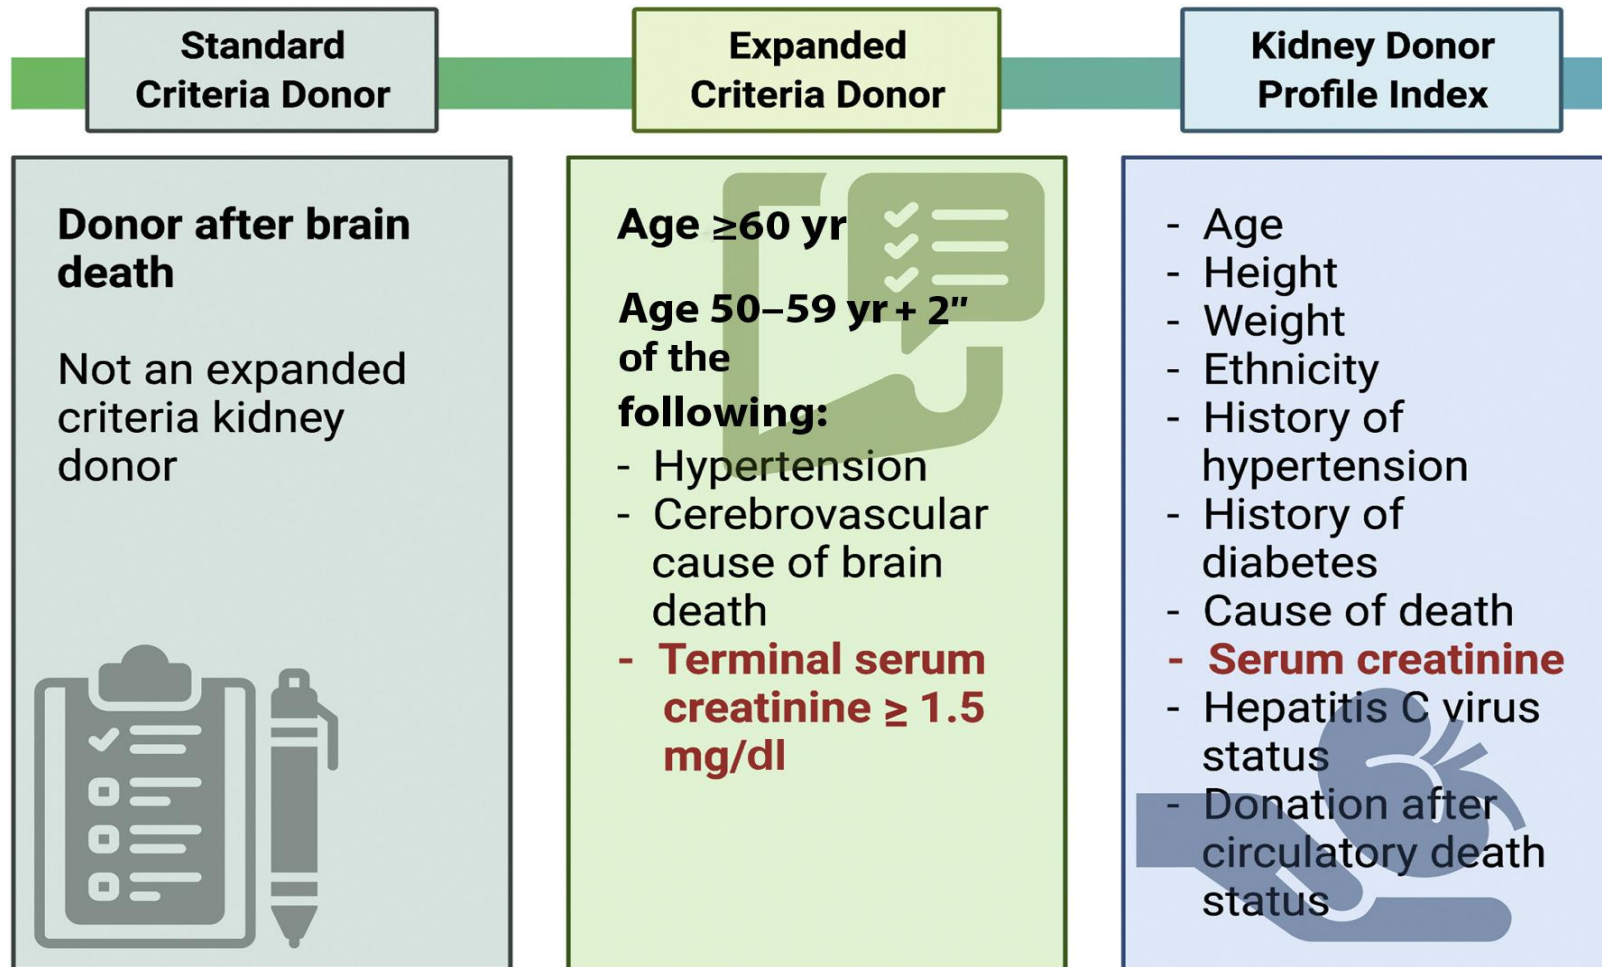 Standard
Criteria Donor
Donor after brain
death
Not an expanded
criteria kidney
donor
Expanded
Criteria Donor
Age ≥60 yr
Age 50–59 yr + 2"
of the
following:
- Hypertension
- Cerebrovascular
cause of brain
death
- Terminal serum
creatinine ≥ 1.5
mg/dl
Kidney Donor
Profile Index
- Age
- Height
- Weight
- Ethnicity
- History of
hypertension
- History of
diabetes
- Cause of death
- Serum creatinine
- Hepatitis C virus
status
- Donation after
circulatory death
status